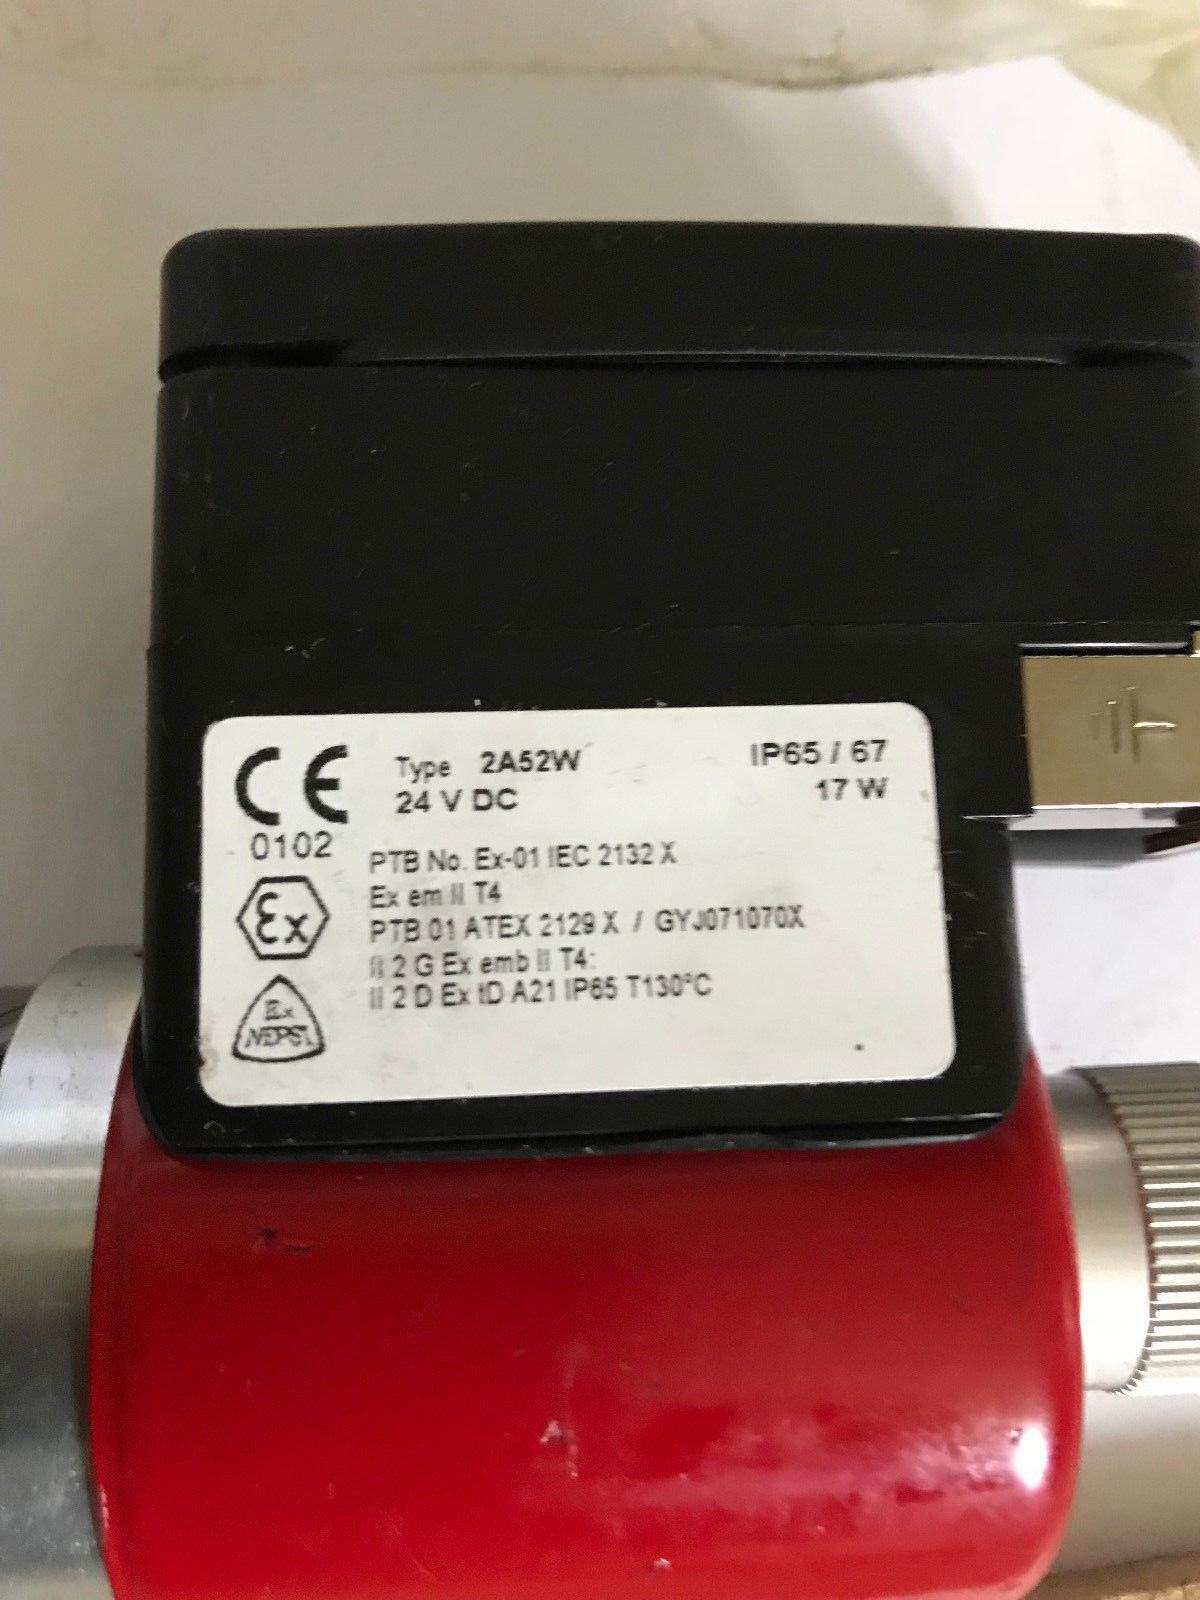 CE Type 2A52W IP65 / 67
24 V DC 17 W
0102
PTB No. Ex-01 IEC 2132 X
Ex em II T4
Ex
PTB 01 ATEX 2129 X / GYJ071070X
II 2 G Ex emb II T4:
II 2 D Ex tD A21 IP65 T130°C
Ex
NEPSI